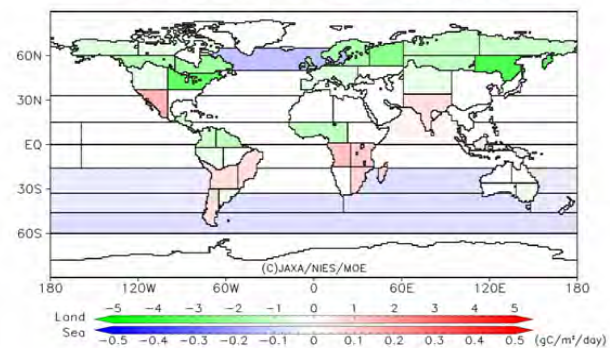 60N
30N
EQ
30S
60S
(C)JAXA/NIES/MOE
180 120W 60W 0 60E 120E 180
-5 -4 -3 -2 -1 0 1 2 3 4 5
Land
Sea
-0.5 -0.4 -0.3 -0.2 -0.1 0 0.1 0.2 0.3 0.4 0.5 (gC/m²/day)